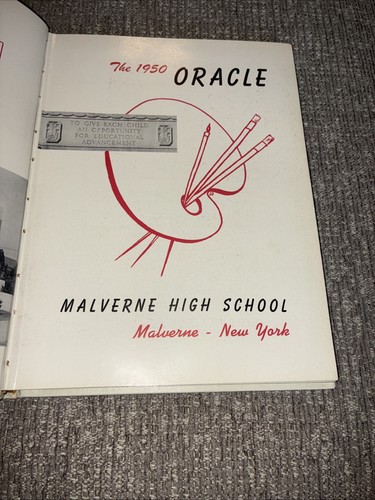 The 1950 ORACLE
TO GIVE EACH CHILD
AN OPPORTUNITY
FOR EDUCATIONAL
ADVANCEMENT
MALVERNE HIGH SCHOOL
Malverne - New York